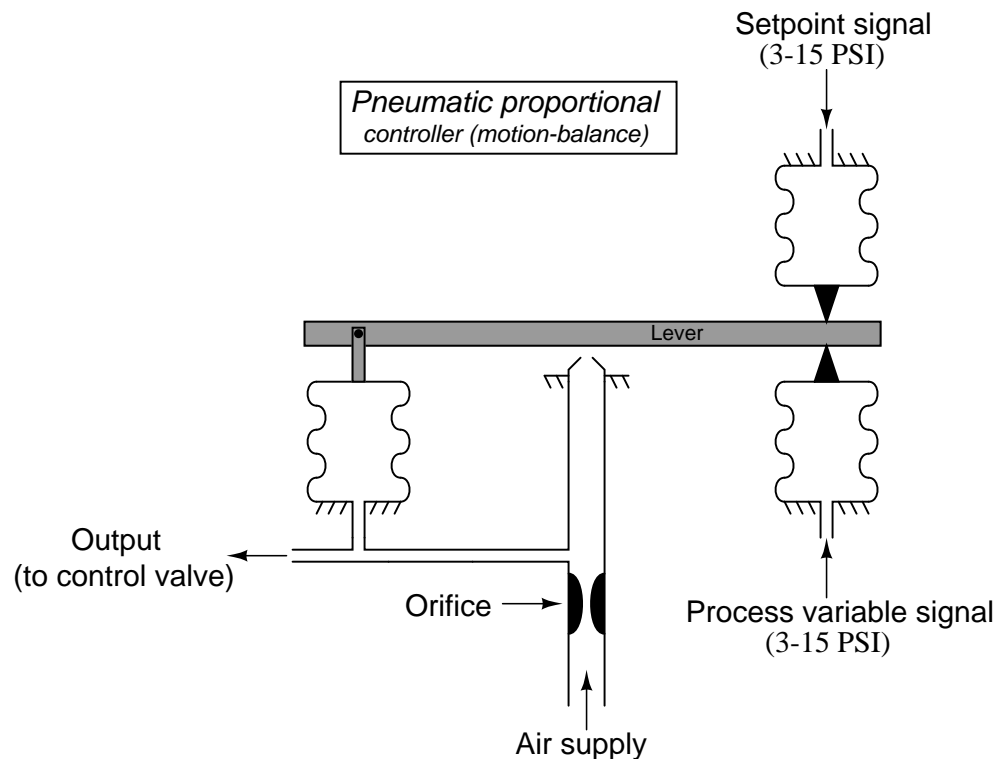 Setpoint signal
(3-15 PSI)
Pneumatic proportional
controller (motion-balance)
Lever
Output
(to control valve)
Orifice
Process variable signal
(3-15 PSI)
Air supply